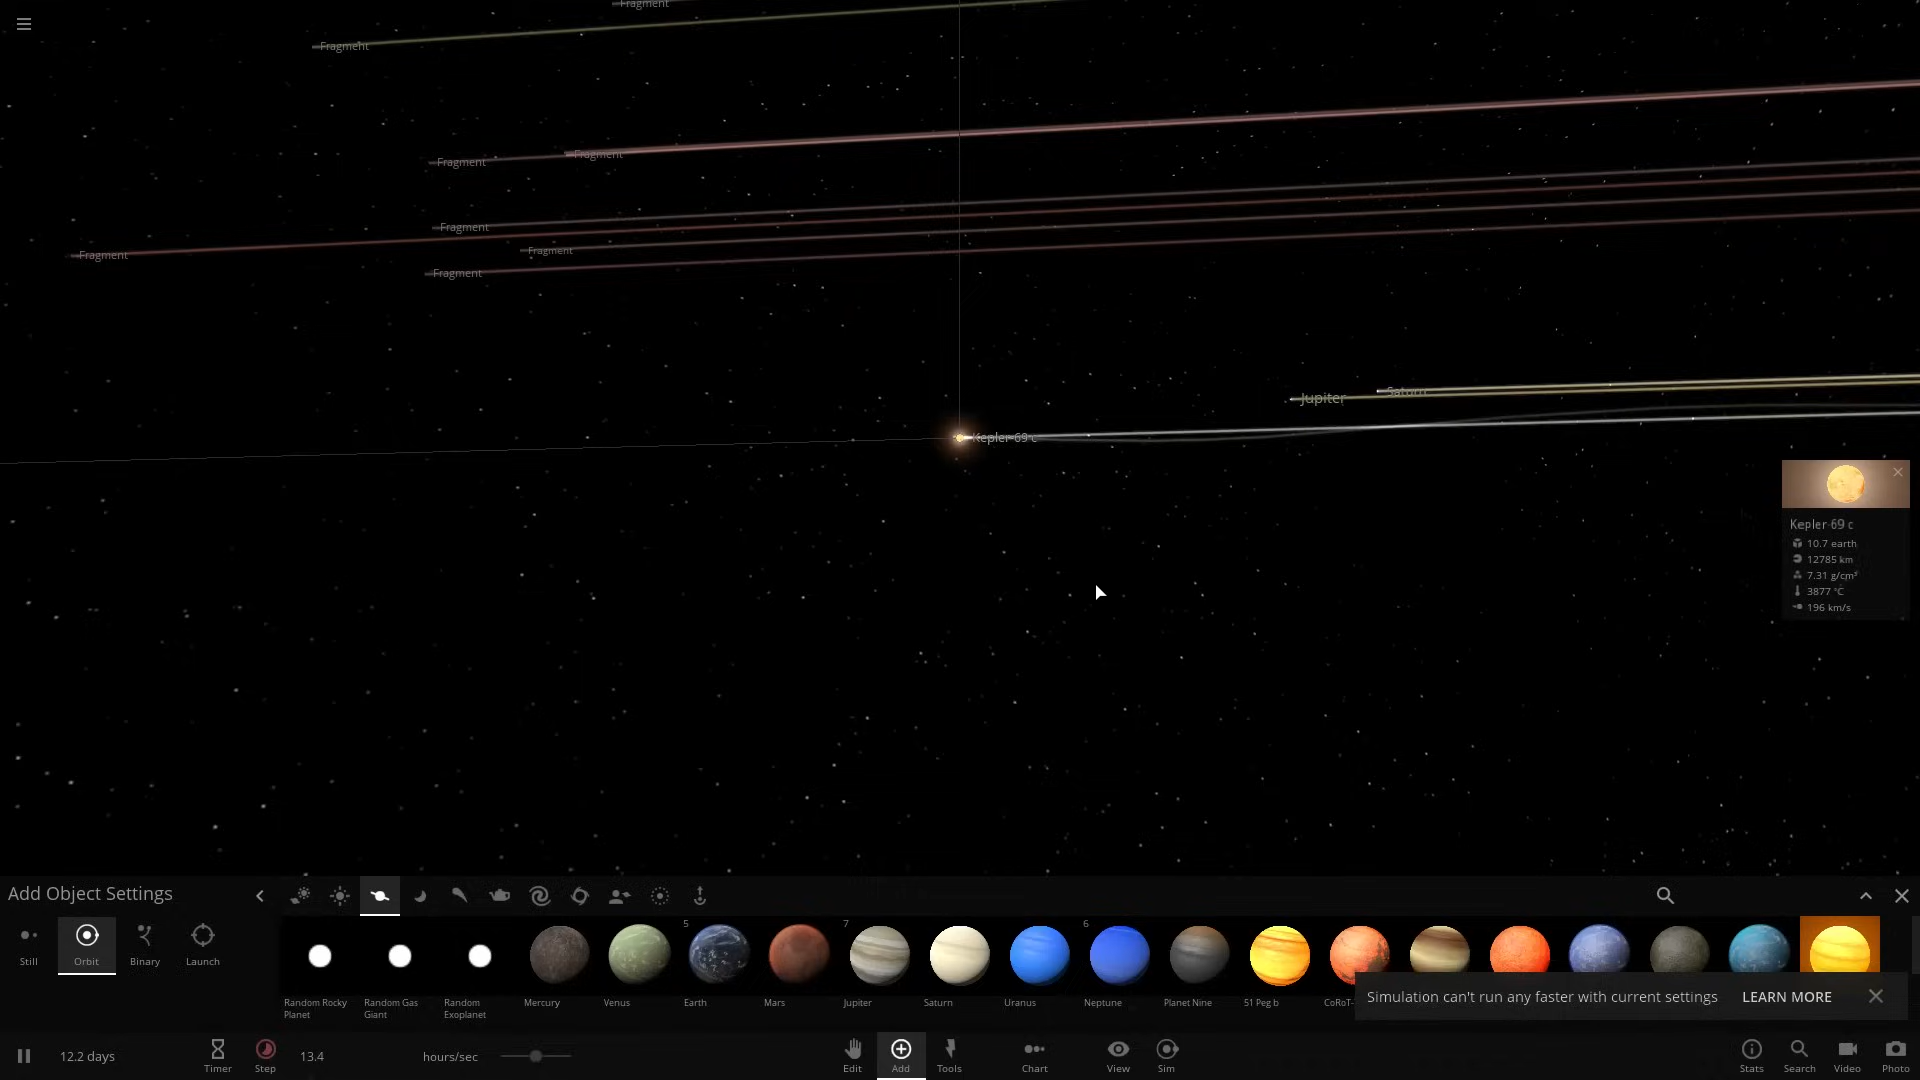 Fragment
Fragment
Fragment
Fragment
Fragment
Fragment
Fragment
Fragment
Saturn
Jupiter
Kepler-69 c
Kepler-69 c
10.7 earth
12785 km
7.31 g/cm³
3877 °C
196 km/s
Add Object Settings
Still
Orbit
Binary
Launch
5
7
6
Random Rocky Planet
Random Gas Giant
Random Exoplanet
Mercury
Venus
Earth
Mars
Jupiter
Saturn
Uranus
Neptune
Planet Nine
51 Peg b
CoRoT-
Simulation can't run any faster with current settings
LEARN MORE
12.2 days
Timer
Step
13.4
hours/sec
Edit
Add
Tools
Chart
View
Sim
Stats
Search
Video
Photo